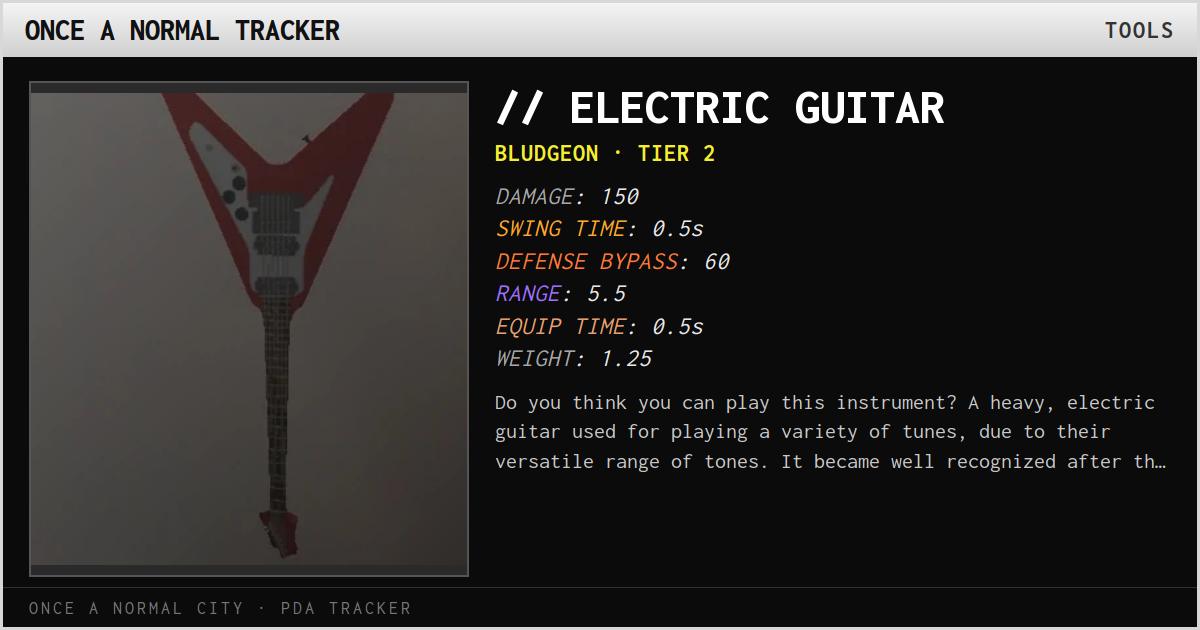 ONCE A NORMAL TRACKER
TOOLS
// ELECTRIC GUITAR
BLUDGEON · TIER 2
DAMAGE: 150
SWING TIME: 0.5s
DEFENSE BYPASS: 60
RANGE: 5.5
EQUIP TIME: 0.5s
WEIGHT: 1.25
Do you think you can play this instrument? A heavy, electric
guitar used for playing a variety of tunes, due to their
versatile range of tones. It became well recognized after th…
ONCE A NORMAL CITY · PDA TRACKER